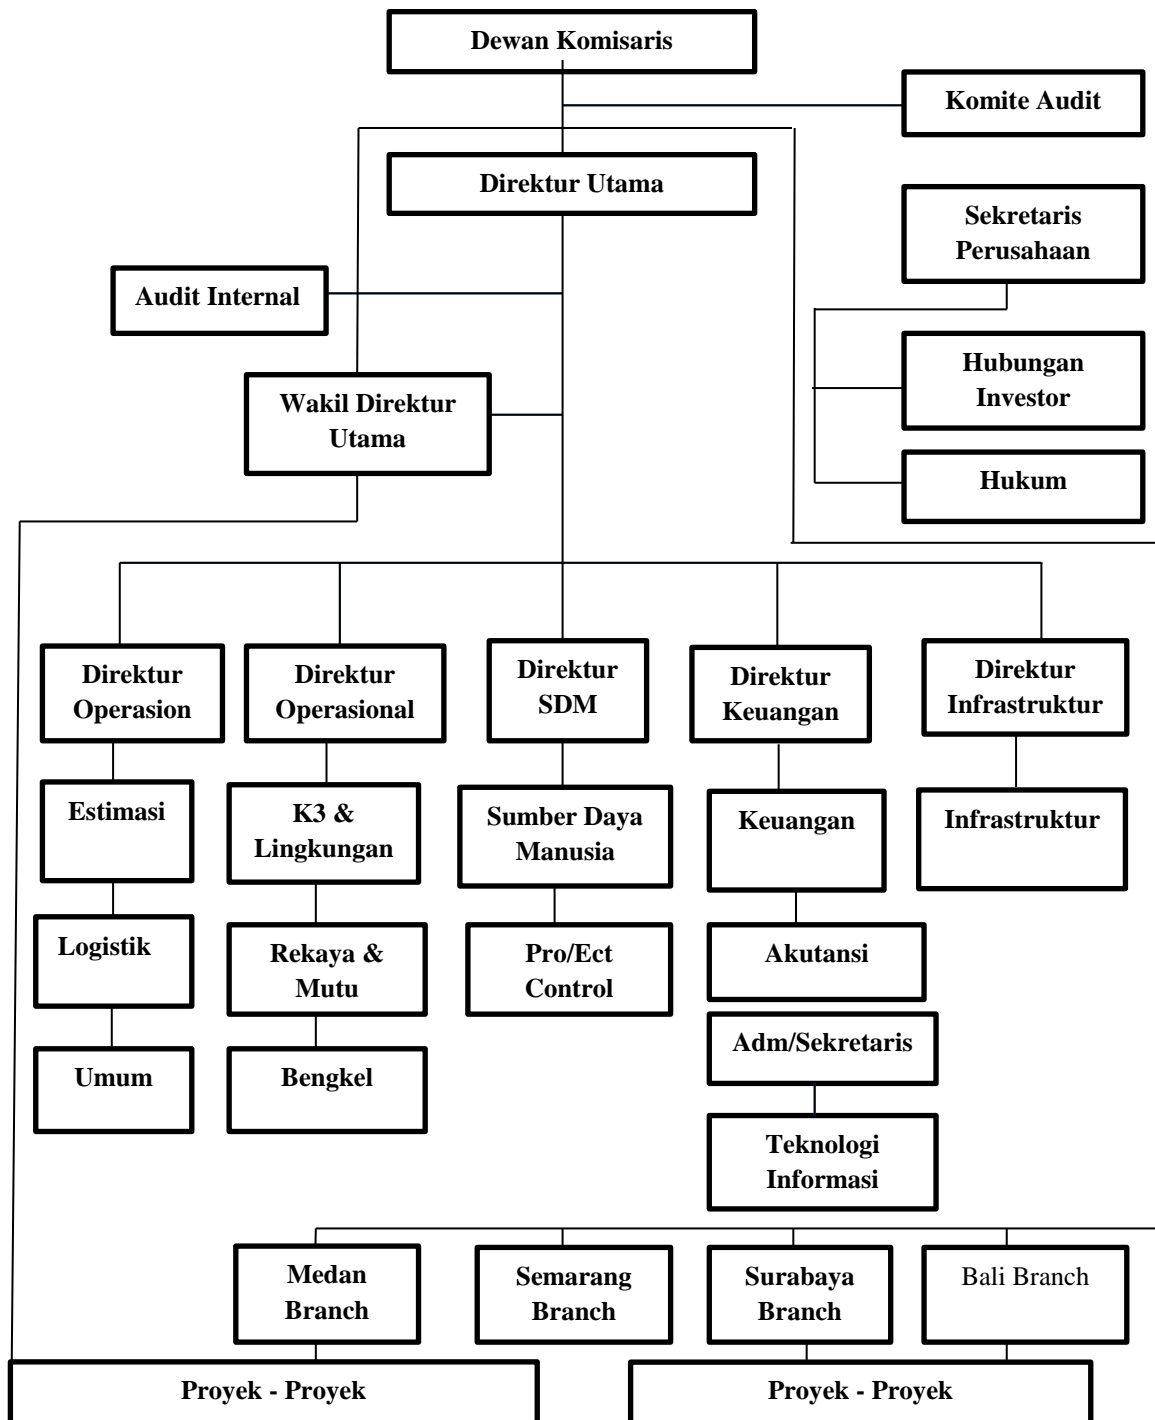 Dewan Komisaris
Komite Audit
Direktur Utama
Sekretaris
Perusahaan
Audit Internal
Hubungan
Investor
Wakil Direktur
Utama
Hukum
Direktur
Operasion
Direktur
Operasional
Direktur
SDM
Direktur
Keuangan
Direktur
Infrastruktur
Estimasi
K3 &
Lingkungan
Sumber Daya
Manusia
Keuangan
Infrastruktur
Logistik
Rekaya &
Mutu
Pro/Ect
Control
Akutansi
Adm/Sekretaris
Umum
Bengkel
Teknologi
Informasi
Medan
Branch
Semarang
Branch
Surabaya
Branch
Bali Branch
Proyek - Proyek
Proyek - Proyek